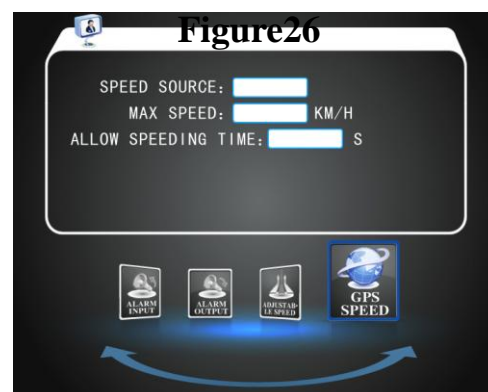 Figure26
SPEED SOURCE:
MAX SPEED: KM/H
ALLOW SPEEDING TIME: S
ALARM INPUT
ALARM OUTPUT
ADJUSTAB-LE SPEED
GPS SPEED